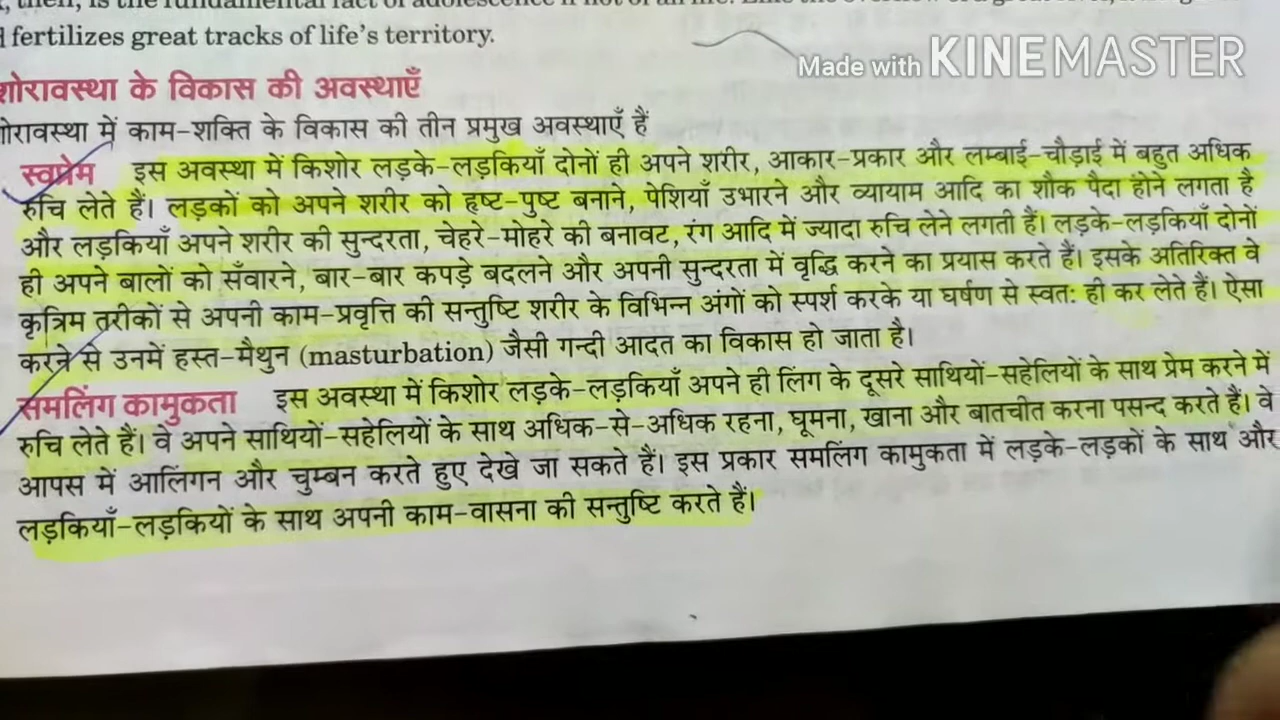 fertilizes great tracks of life's territory.
Made with KINEMASTER
शोरावस्था के विकास की अवस्थाएँ
शोरावस्था में काम-शक्ति के विकास की तीन प्रमुख अवस्थाएँ हैं
स्वप्रेम इस अवस्था में किशोर लड़के-लड़कियाँ दोनों ही अपने शरीर, आकार-प्रकार और लम्बाई-चौड़ाई में बहुत अधिक
रुचि लेते हैं। लड़कों को अपने शरीर को हृष्ट-पुष्ट बनाने, पेशियाँ उभारने और व्यायाम आदि का शौक पैदा होने लगता है
और लड़कियाँ अपने शरीर की सुन्दरता, चेहरे-मोहरे की बनावट, रंग आदि में ज्यादा रुचि लेने लगती हैं। लड़के-लड़कियाँ दोनों
ही अपने बालों को सँवारने, बार-बार कपड़े बदलने और अपनी सुन्दरता में वृद्धि करने का प्रयास करते हैं। इसके अतिरिक्त वे
कृत्रिम तरीकों से अपनी काम-प्रवृत्ति की सन्तुष्टि शरीर के विभिन्न अंगों को स्पर्श करके या घर्षण से स्वतः ही कर लेते हैं। ऐसा
करने से उनमें हस्त-मैथुन (masturbation) जैसी गन्दी आदत का विकास हो जाता है।
समलिंग कामुकता इस अवस्था में किशोर लड़के-लड़कियाँ अपने ही लिंग के दूसरे साथियों-सहेलियों के साथ प्रेम करने में
रुचि लेते हैं। वे अपने साथियों-सहेलियों के साथ अधिक-से-अधिक रहना, घूमना, खाना और बातचीत करना पसन्द करते हैं। वे
आपस में आलिंगन और चुम्बन करते हुए देखे जा सकते हैं। इस प्रकार समलिंग कामुकता में लड़के-लड़कों के साथ और
लड़कियाँ-लड़कियों के साथ अपनी काम-वासना की सन्तुष्टि करते हैं।